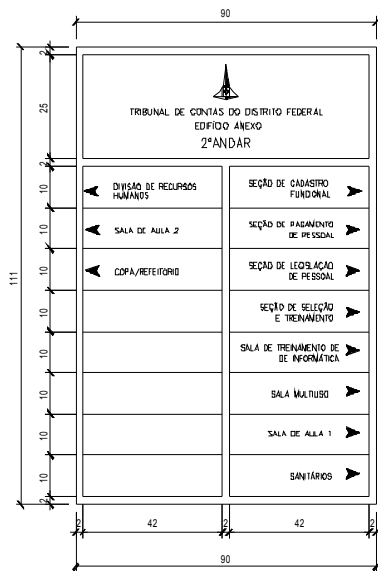 90
2
25
TRIBUNAL DE CONTAS DO DISTRITO FEDERAL
EDIFÍCIO ANEXO
2ºANDAR
111
2
10
DIVISÃO DE RECURSOS
HUMANOS
SEÇÃO DE CADASTRO
FUNCIONAL
10
SALA DE AULA 2
SEÇÃO DE PAGAMENTO
DE PESSOAL
10
COPA/REFEITÓRIO
SEÇÃO DE LEGISLAÇÃO
DE PESSOAL
10
SEÇÃO DE SELEÇÃO
E TREINAMENTO
10
SALA DE TREINAMENTO DE
DE INFORMÁTICA
10
SALA MULTIUSO
10
SALA DE AULA 1
10
SANITÁRIOS
2
2 42 2 42 2
90